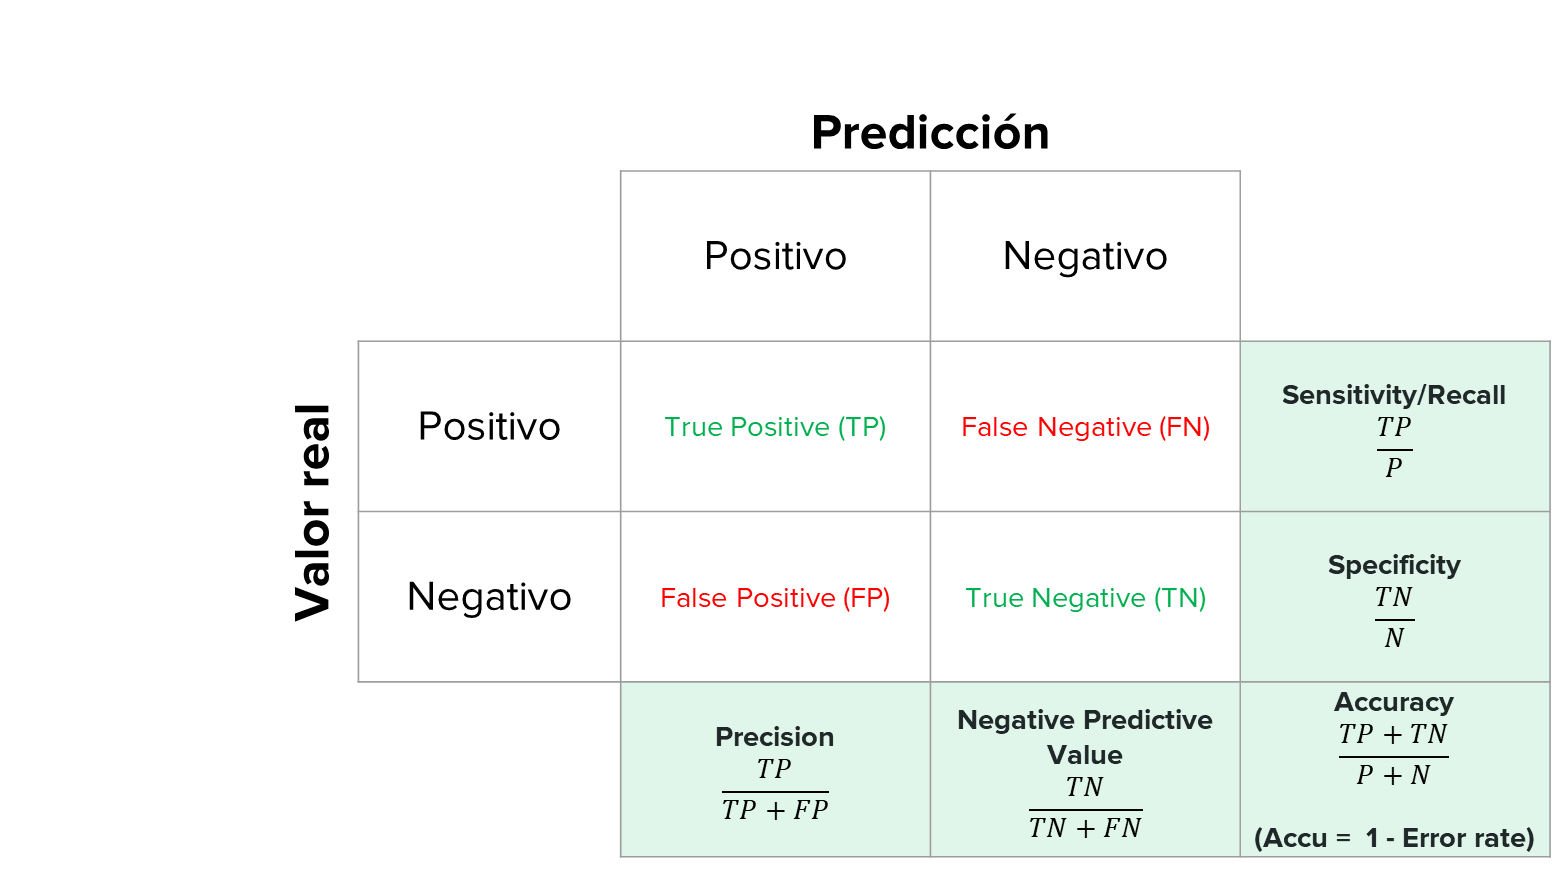 Predicción
Positivo
Negativo
Valor real
Positivo
True Positive (TP)
False Negative (FN)
Sensitivity/Recall
TP
P
Negativo
False Positive (FP)
True Negative (TN)
Specificity
TN
N
Precision
TP
TP + FP
Negative Predictive
Value
TN
TN + FN
Accuracy
TP + TN
P + N
(Accu = 1 - Error rate)